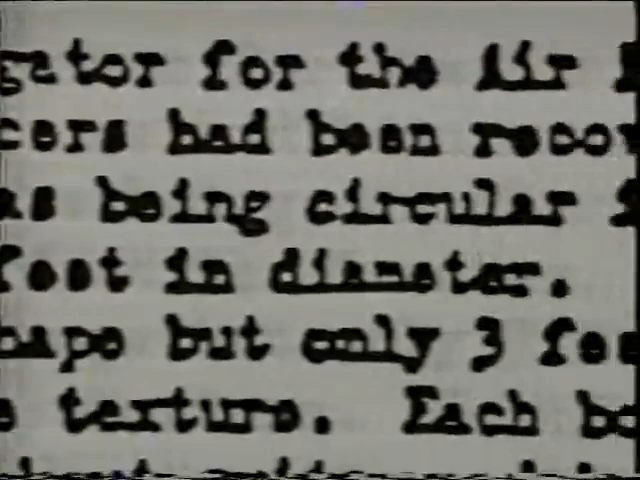 gator for the Air F
cers had been recov
as being circular i
feet in diameter.
hape but only 3 fee
e texture. Each bo